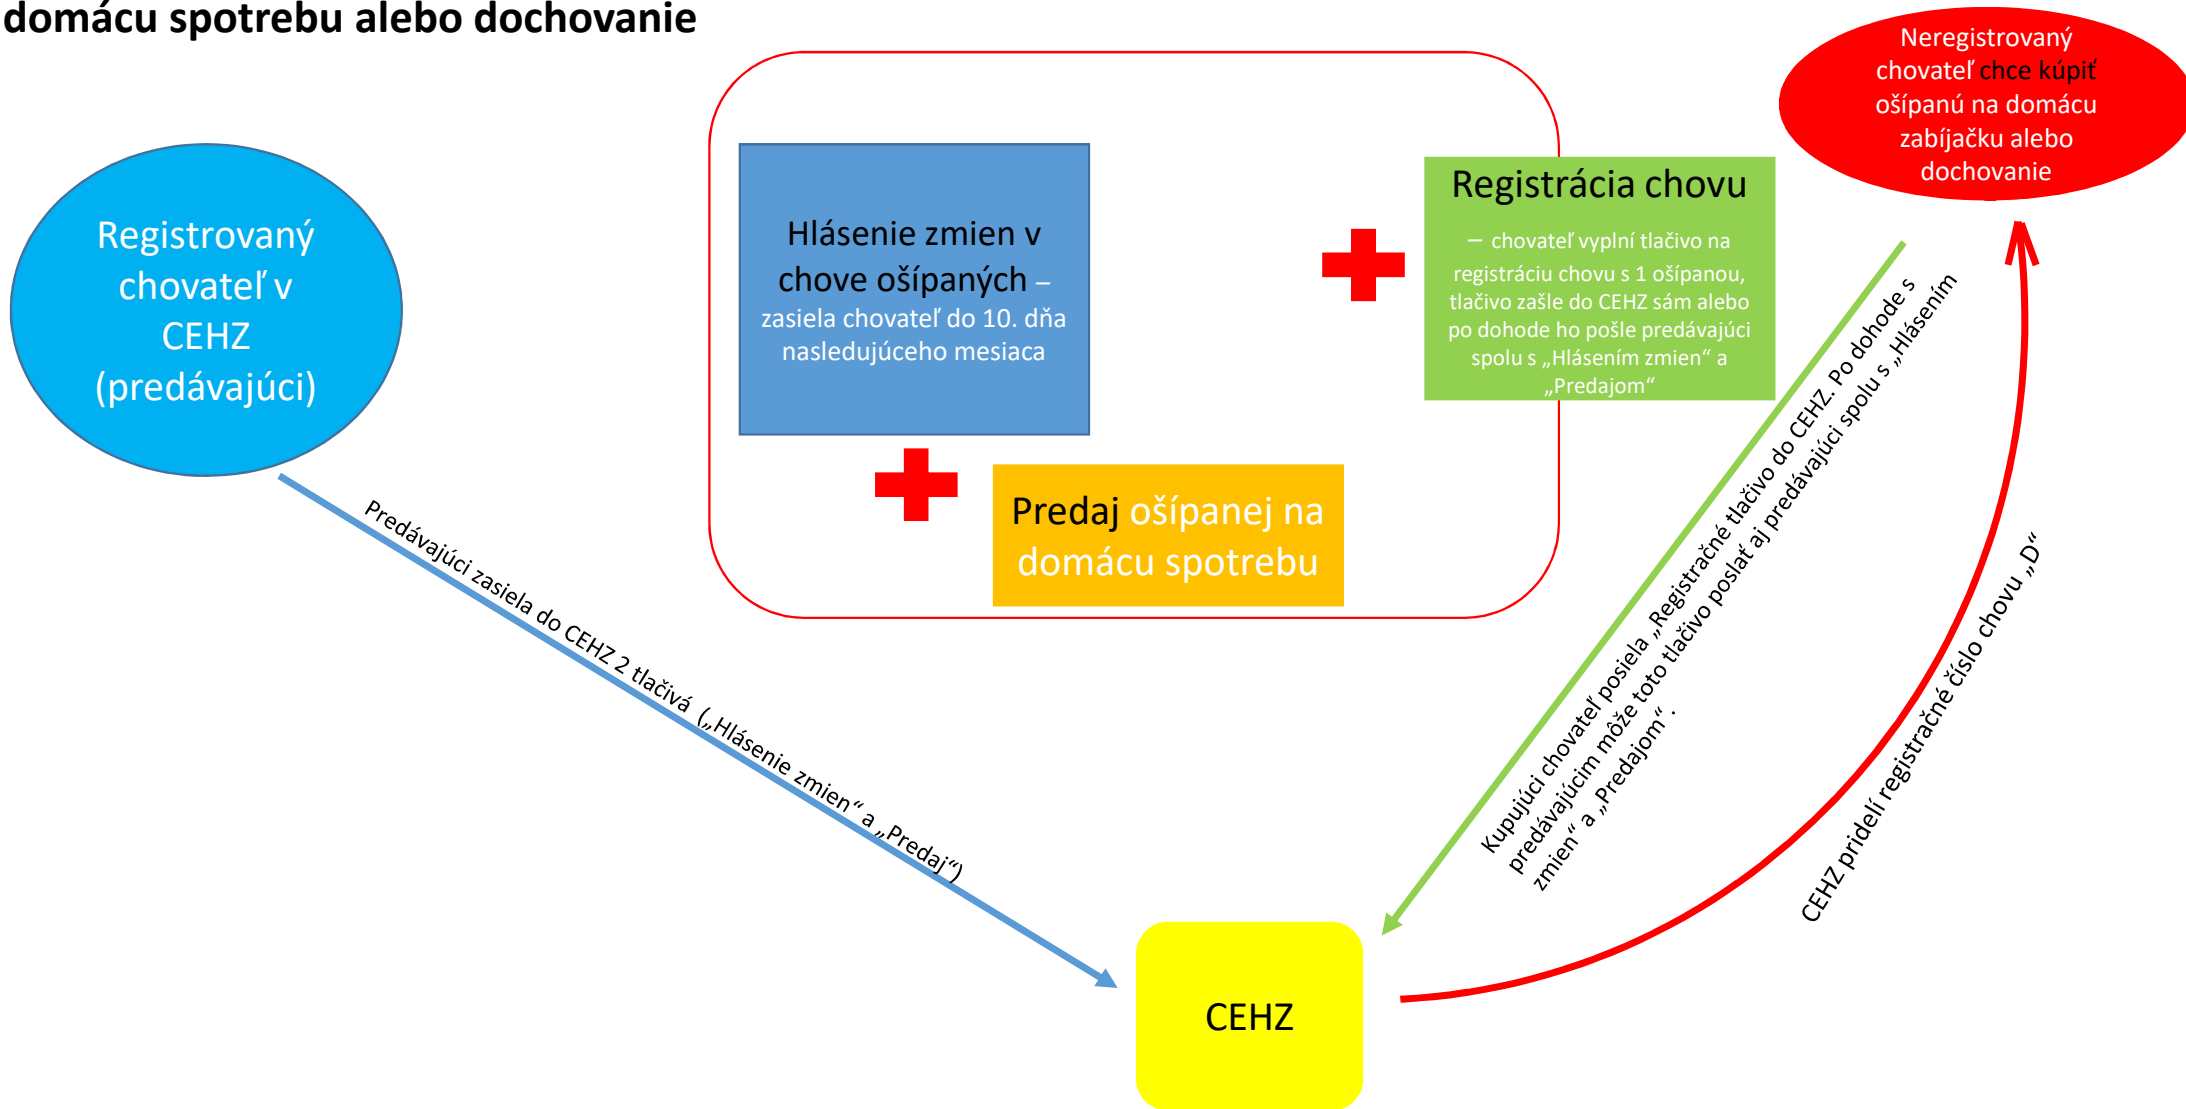 domácu spotrebu alebo dochovanie
Neregistrovaný
chovateľ chce kúpiť
ošípanú na domácu
zabíjačku alebo
dochovanie
Registrovaný
chovateľ v
CEHZ
(predávajúci)
Hlásenie zmien v
chove ošípaných –
zasiela chovateľ do 10. dňa
nasledujúceho mesiaca
Registrácia chovu
– chovateľ vyplní tlačivo na
registráciu chovu s 1 ošípanou,
tlačivo zašle do CEHZ sám alebo
po dohode ho pošle predávajúci
spolu s „Hlásením zmien“ a
„Predajom“
Predaj ošípanej na
domácu spotrebu
Predávajúci zasiela do CEHZ 2 tlačivá („Hlásenie zmien“ a „Predaj“)
Kupujúci chovateľ posiela „Registračné tlačivo do CEHZ. Po dohode s
predávajúcim môže toto tlačivo poslať aj predávajúci spolu s „Hlásením
zmien“ a „Predajom“.
CEHZ pridelí registračné číslo chovu „D“
CEHZ